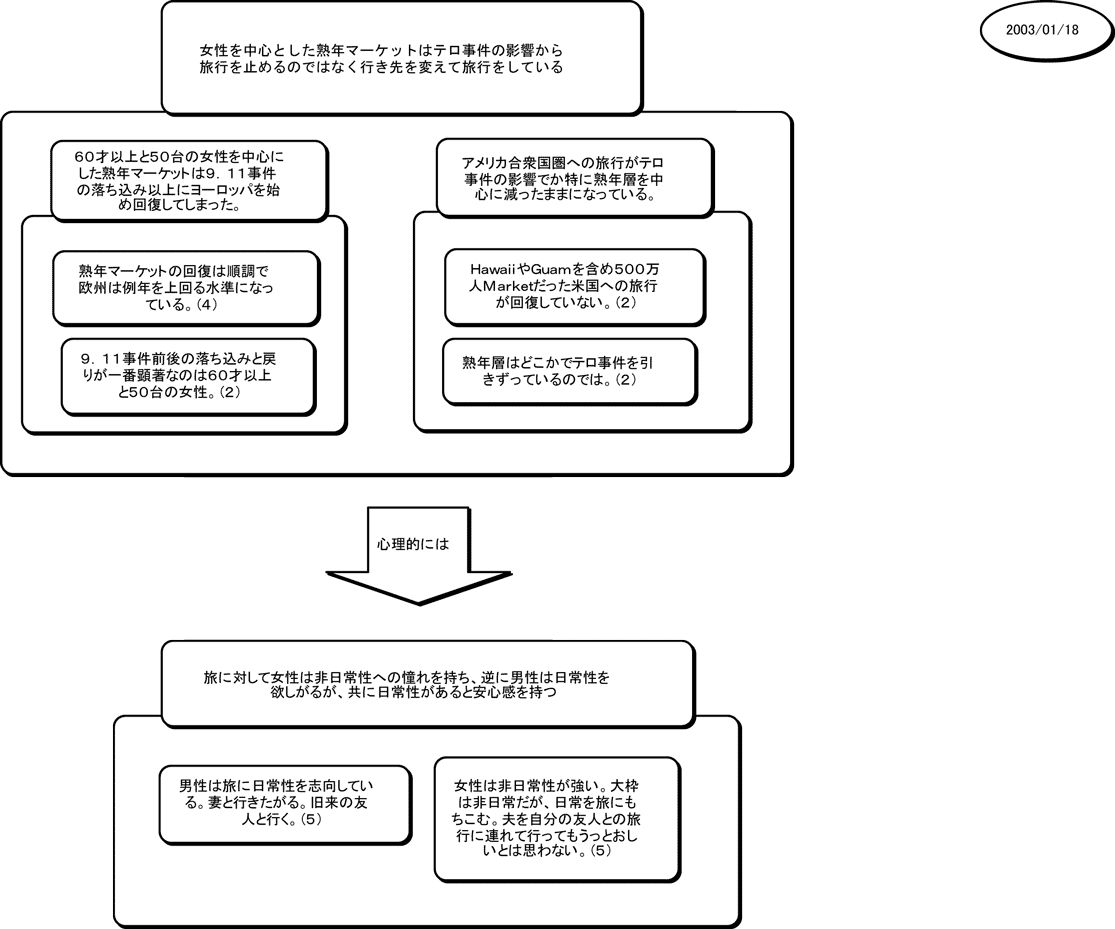 2003/01/18
女性を中心とした熟年マーケットはテロ事件の影響から
旅行を止めるのではなく行き先を変えて旅行をしている
６０才以上と５０台の女性を中心に
した熟年マーケットは９．１１事件
の落ち込み以上にヨーロッパを始
め回復してしまった。
熟年マーケットの回復は順調で
欧州は例年を上回る水準になっ
ている。（４）
９．１１事件前後の落ち込みと戻
りが一番顕著なのは６０才以上
と５０台の女性。（２）
アメリカ合衆国圏への旅行がテロ
事件の影響でか特に熟年層を中
心に減ったままになっている。
ＨａｗａｉｉやＧｕａｍを含め５００万
人Ｍａｒｋｅｔだった米国への旅行
が回復していない。（２）
熟年層はどこかでテロ事件を引
きずっているのでは。（２）
心理的には
旅に対して女性は非日常性への憧れを持ち、逆に男性は日常性を
欲しがるが、共に日常性があると安心感を持つ
男性は旅に日常性を志向してい
る。妻と行きたがる。旧来の友
人と行く。（５）
女性は非日常性が強い。大枠
は非日常だが、日常を旅にも
ちこむ。夫を自分の友人との旅
行に連れて行ってもうっとおし
いとは思わない。（５）